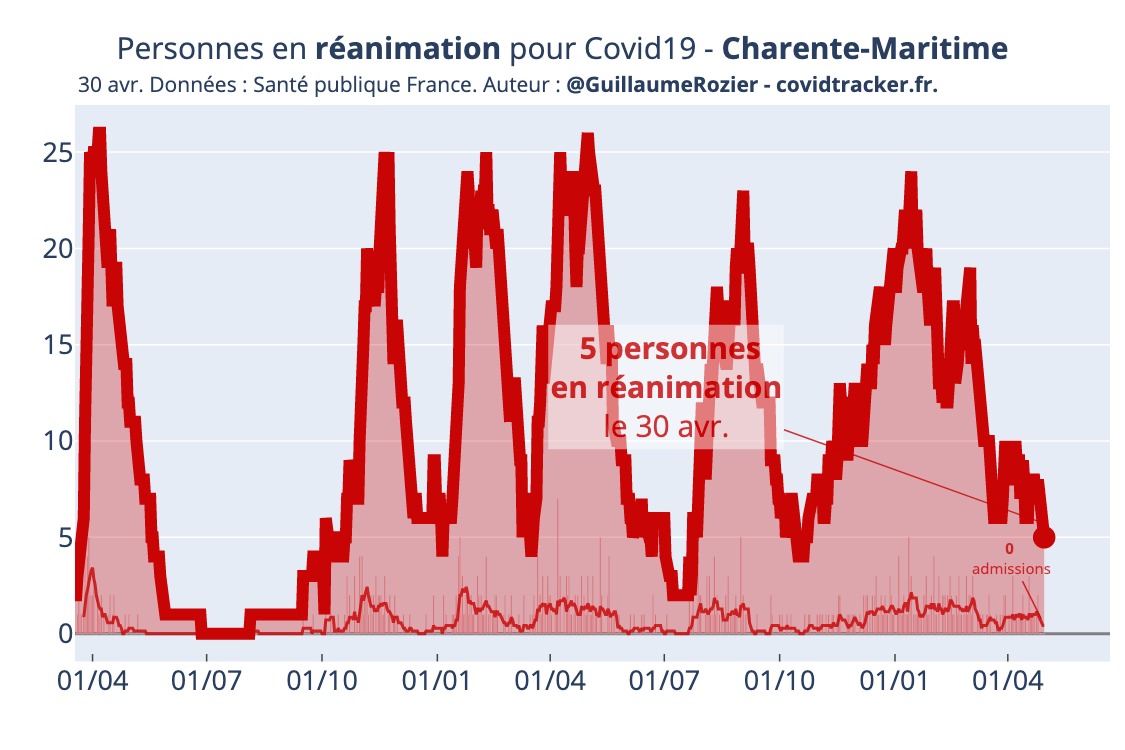 Personnes en réanimation pour Covid19 - Charente-Maritime
30 avr. Données : Santé publique France. Auteur : @GuillaumeRozier - covidtracker.fr.
25
20
15
10
5
0
5 personnes
en réanimation
le 30 avr.
0
admissions
01/04 01/07 01/10 01/01 01/04 01/07 01/10 01/01 01/04